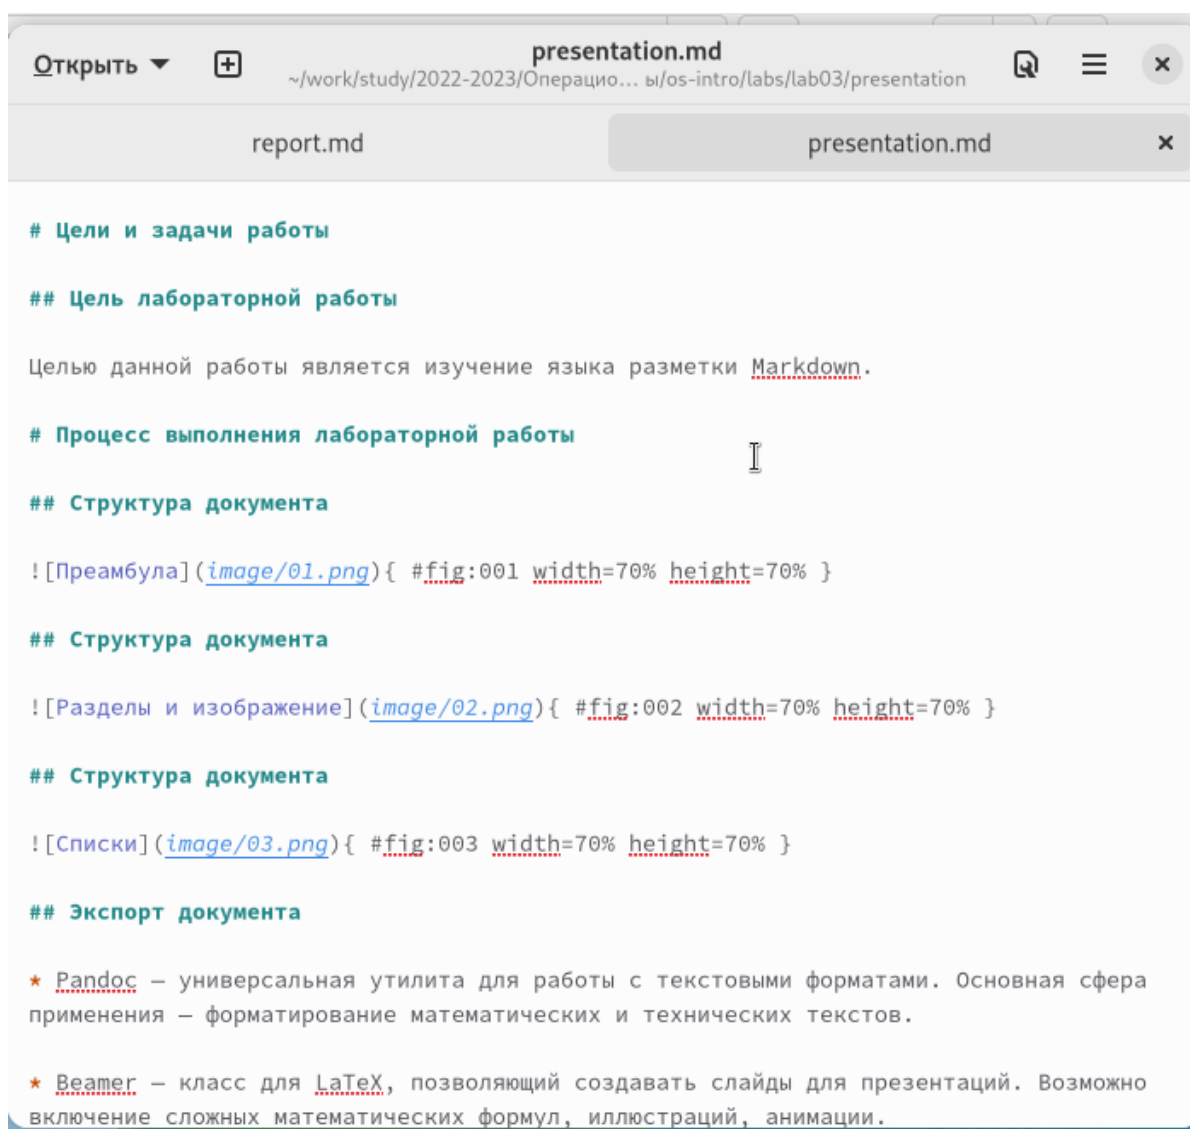 Открыть
presentation.md
~/work/study/2022-2023/Операцио… ы/os-intro/labs/lab03/presentation
report.md
presentation.md
# Цели и задачи работы
## Цель лабораторной работы
Целью данной работы является изучение языка разметки Markdown.
# Процесс выполнения лабораторной работы
## Структура документа
![Преамбула](image/01.png){ #fig:001 width=70% height=70% }
## Структура документа
![Разделы и изображение](image/02.png){ #fig:002 width=70% height=70% }
## Структура документа
![Списки](image/03.png){ #fig:003 width=70% height=70% }
## Экспорт документа
* Pandoc — универсальная утилита для работы с текстовыми форматами. Основная сфера
применения — форматирование математических и технических текстов.
* Beamer — класс для LaTeX, позволяющий создавать слайды для презентаций. Возможно
включение сложных математических формул, иллюстраций, анимации.